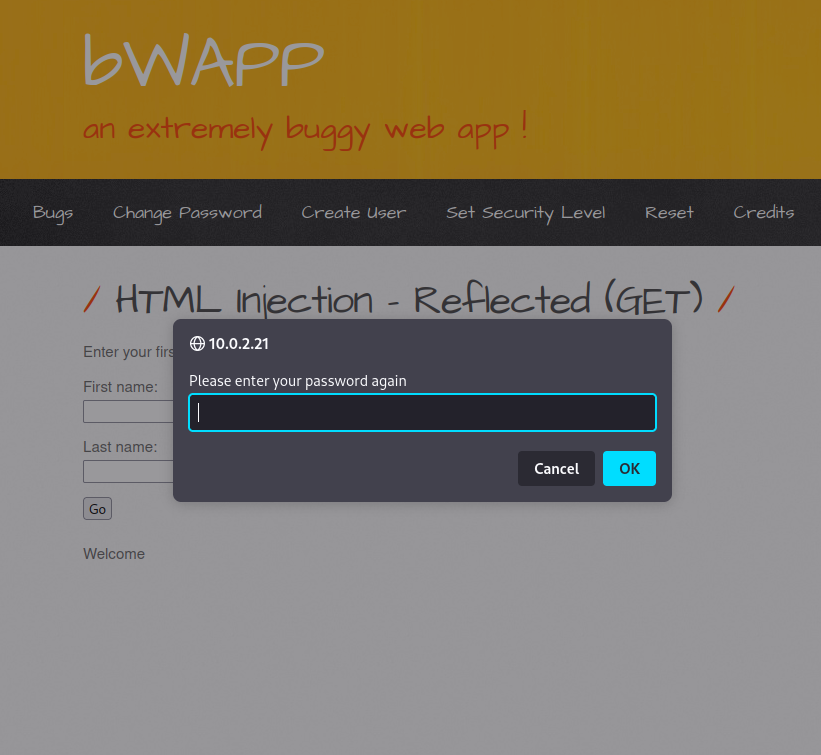 bWAPP
an extremely buggy web app !
Bugs Change Password Create User Set Security Level Reset Credits
/ HTML Injection - Reflected (GET) /
10.0.2.21
Enter your firs
Please enter your password again
First name:
Last name:
Cancel OK
Go
Welcome